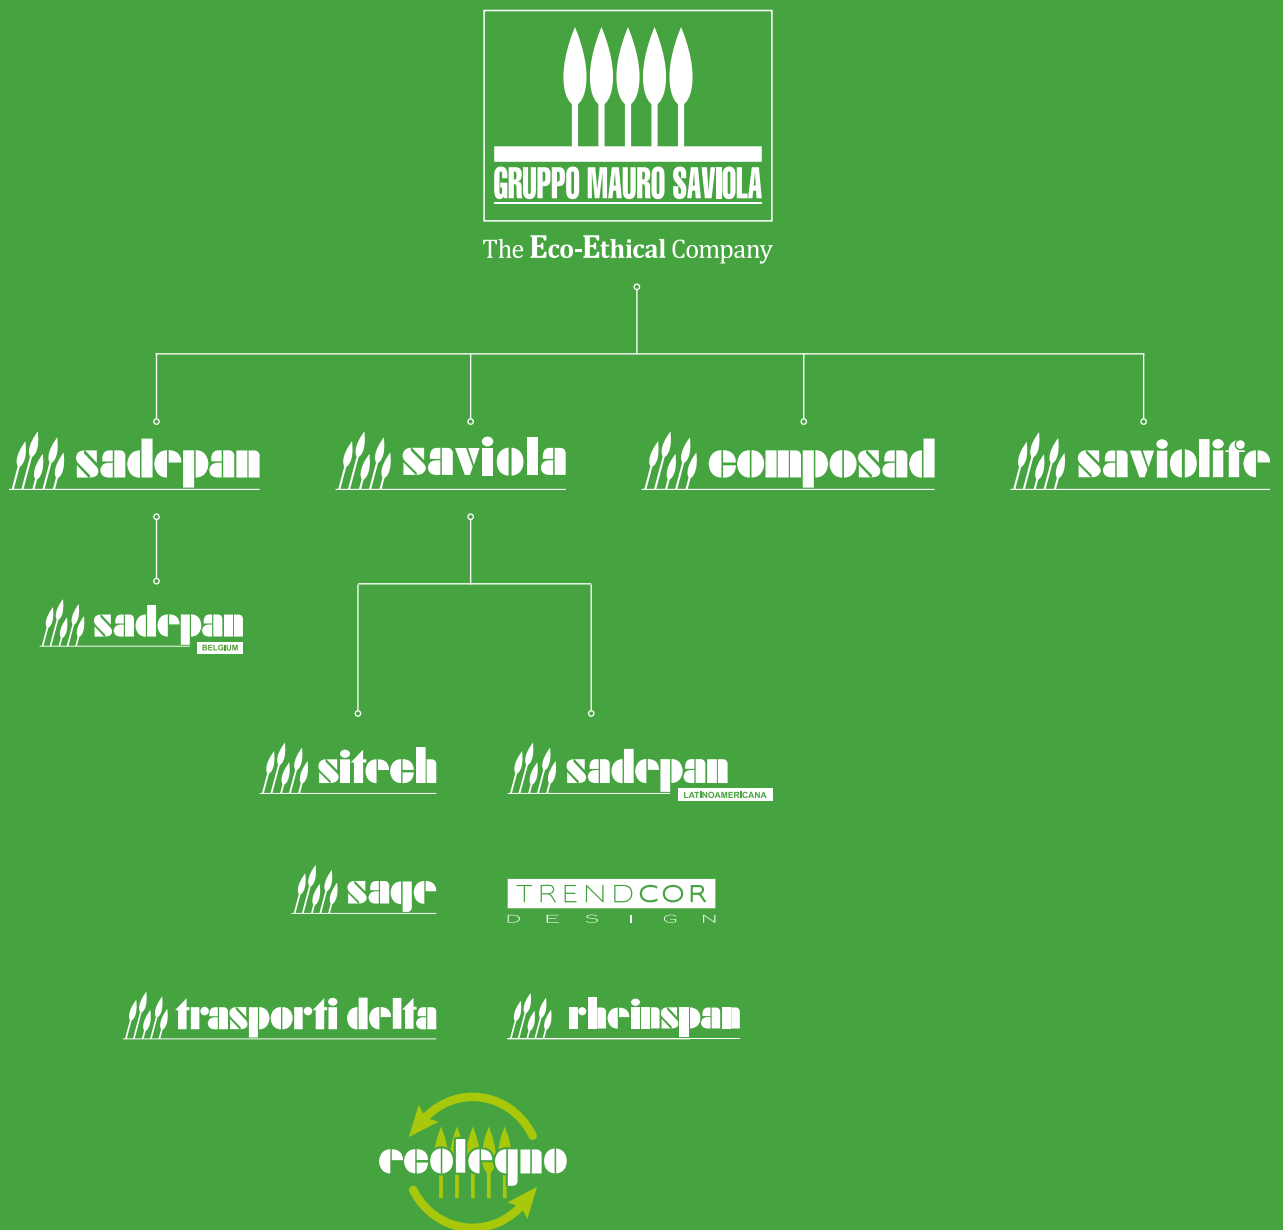 GRUPPO MAURO SAVIOLA
The Eco-Ethical Company
sadepan
saviola
composad
saviolife
sadepan
BELGIUM
sitech
sadepan
LATINOAMERICANA
sage
TRENDCOR
DESIGN
trasporti delta
rheinspan
ecolegno